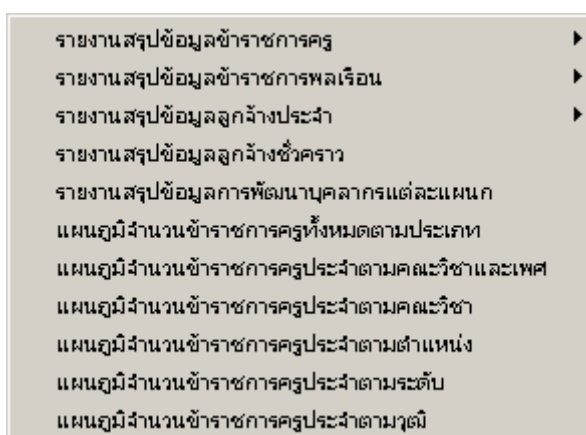 รายงานสรุปข้อมูลข้าราชการครู
รายงานสรุปข้อมูลข้าราชการพลเรือน
รายงานสรุปข้อมูลลูกจ้างประจำ
รายงานสรุปข้อมูลลูกจ้างชั่วคราว
รายงานสรุปข้อมูลการพัฒนาบุคลากรแต่ละแผนก
แผนภูมิจำนวนข้าราชการครูทั้งหมดตามประเภท
แผนภูมิจำนวนข้าราชการครูประจำตามคณะวิชาและเพศ
แผนภูมิจำนวนข้าราชการครูประจำตามคณะวิชา
แผนภูมิจำนวนข้าราชการครูประจำตามตำแหน่ง
แผนภูมิจำนวนข้าราชการครูประจำตามระดับ
แผนภูมิจำนวนข้าราชการครูประจำตามวุฒิ